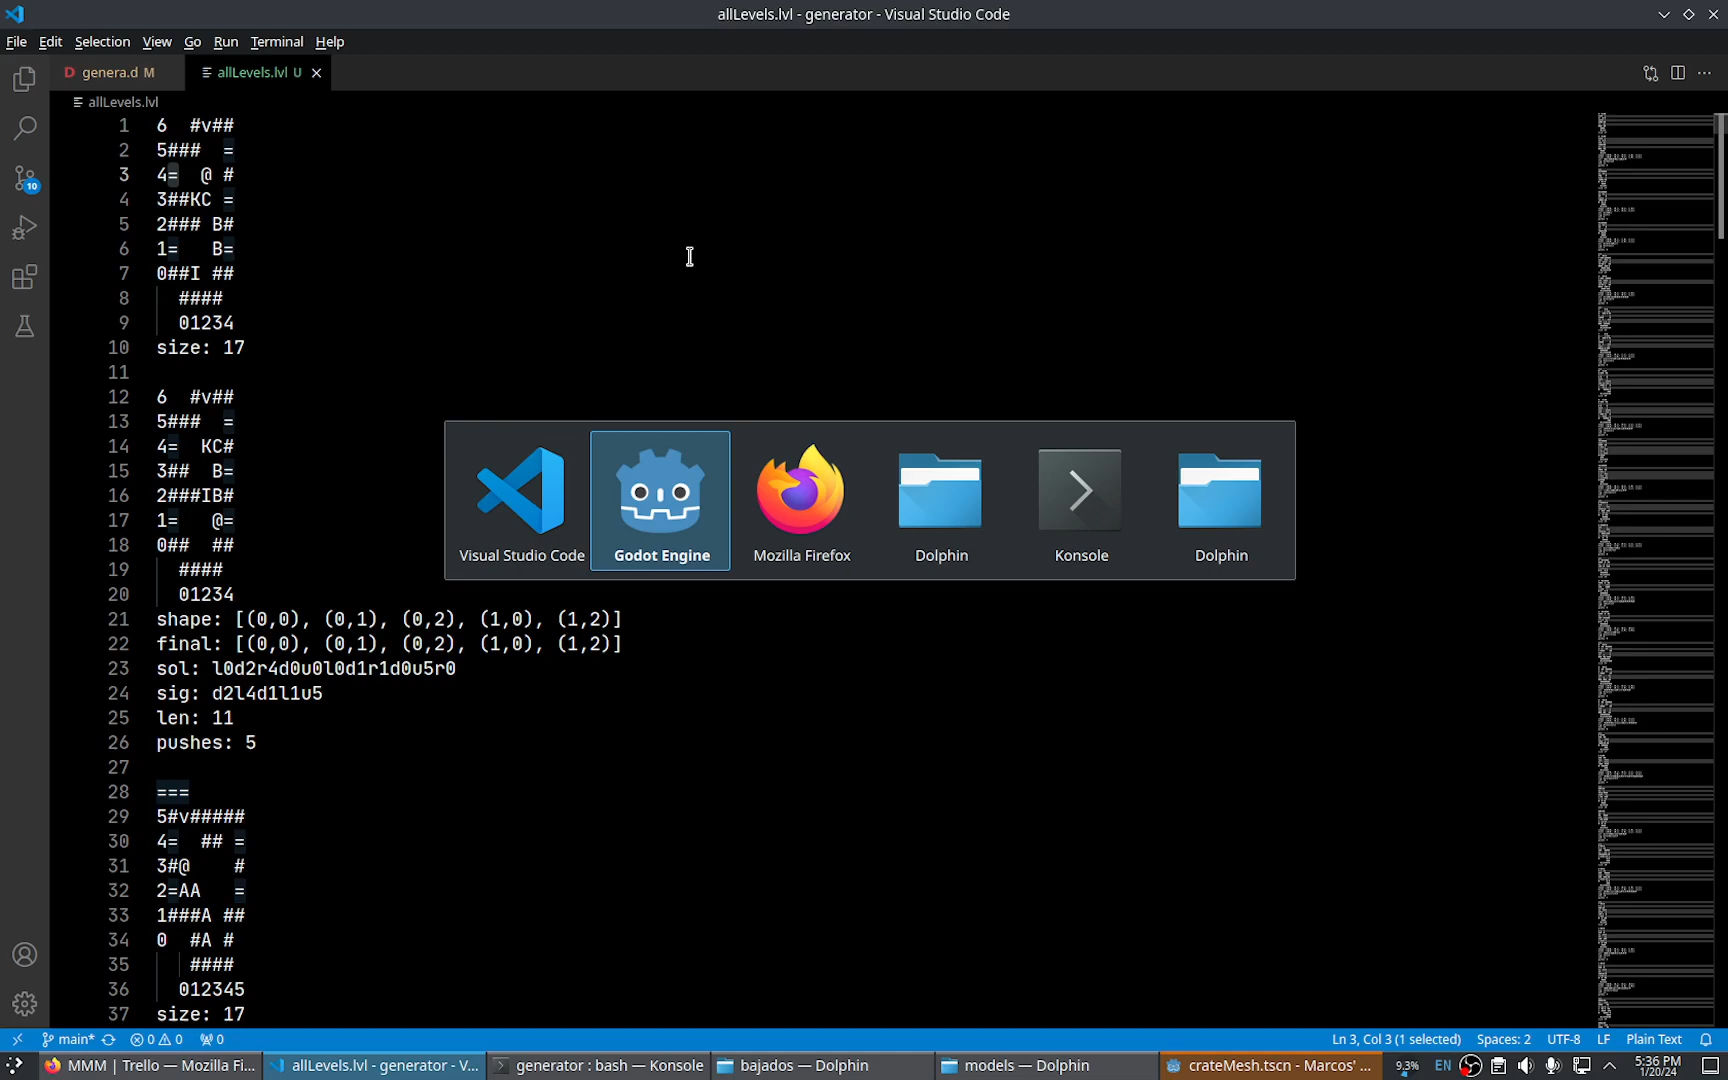 allLevels.lvl - generator - Visual Studio Code
File Edit Selection View Go Run Terminal Help
D genera.d M
allLevels.lvl U
allLevels.lvl
1 6  #v##
2 5###  =
3 4=  @ #
4 3##KC =
5 2### B#
6 1=   B=
7 0##I ##
8   ####
9   01234
10 size: 17
11
12 6  #v##
13 5###  =
14 4=  KC#
15 3##  B=
16 2###IB#
17 1=   @=
18 0##  ##
19   ####
20   01234
21 shape: [(0,0), (0,1), (0,2), (1,0), (1,2)]
22 final: [(0,0), (0,1), (0,2), (1,0), (1,2)]
23 sol: l0d2r4d0u0l0d1r1d0u5r0
24 sig: d2l4d1l1u5
25 len: 11
26 pushes: 5
27
28 ===
29 5#v#####
30 4=  ## =
31 3#@    #
32 2=AA   =
33 1###A ##
34 0  #A #
35    ####
36   012345
37 size: 17
Visual Studio Code
Godot Engine
Mozilla Firefox
Dolphin
Konsole
Dolphin
10
main* 0 0 0
Ln 3, Col 3 (1 selected) Spaces: 2 UTF-8 LF Plain Text
MMM | Trello — Mozilla Fi...
allLevels.lvl - generator - V...
generator : bash — Konsole
bajados — Dolphin
models — Dolphin
crateMesh.tscn - Marcos' ...
9.3%
EN
5:36 PM
1/20/24